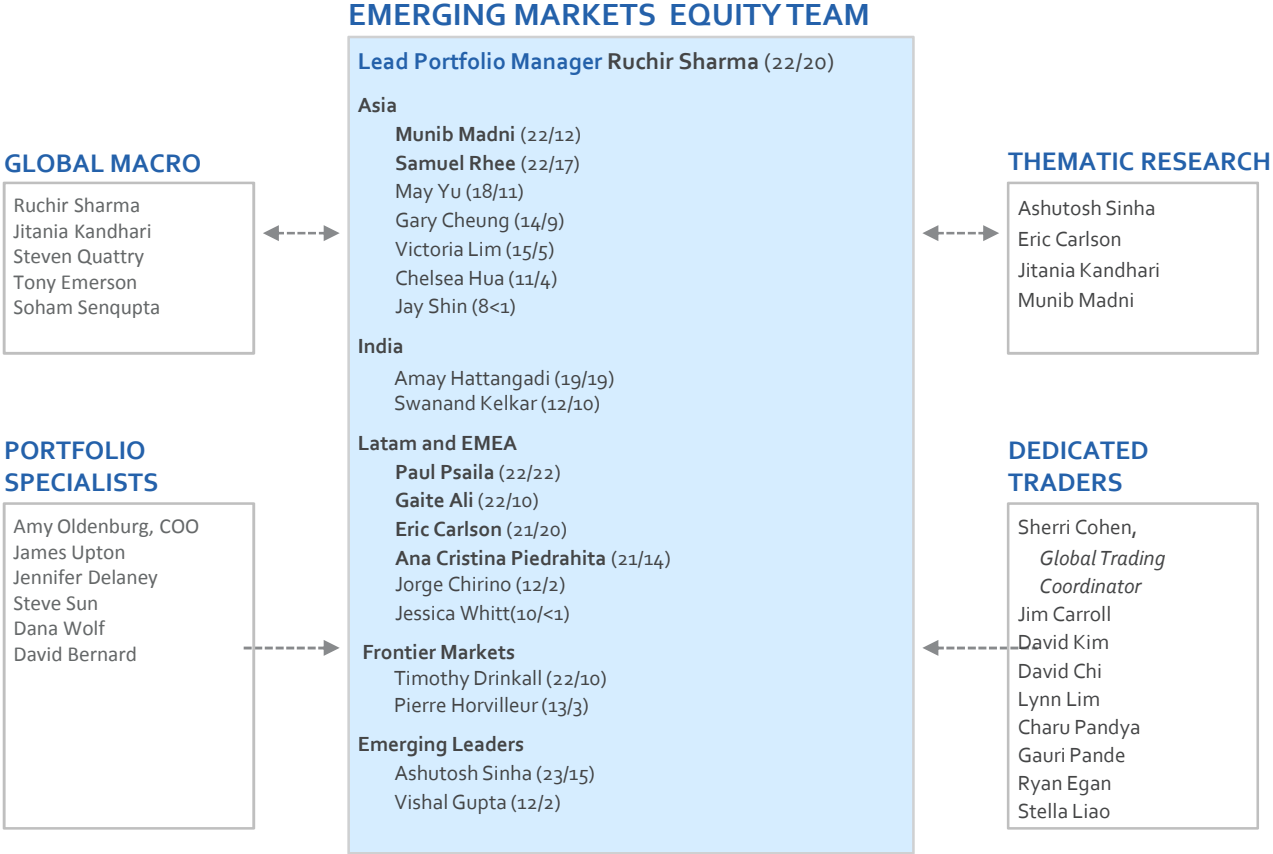 EMERGING MARKETS EQUITY TEAM
Lead Portfolio Manager Ruchir Sharma (22/20)
Asia
Munib Madni (22/12)
Samuel Rhee (22/17)
May Yu (18/11)
Gary Cheung (14/9)
Victoria Lim (15/5)
Chelsea Hua (11/4)
Jay Shin (8<1)
India
Amay Hattangadi (19/19)
Swanand Kelkar (12/10)
Latam and EMEA
Paul Psaila (22/22)
Gaite Ali (22/10)
Eric Carlson (21/20)
Ana Cristina Piedrahita (21/14)
Jorge Chirino (12/2)
Jessica Whitt(10/<1)
Frontier Markets
Timothy Drinkall (22/10)
Pierre Horvilleur (13/3)
Emerging Leaders
Ashutosh Sinha (23/15)
Vishal Gupta (12/2)
GLOBAL MACRO
Ruchir Sharma
Jitania Kandhari
Steven Quattry
Tony Emerson
Soham Senqupta
PORTFOLIO
SPECIALISTS
Amy Oldenburg, COO
James Upton
Jennifer Delaney
Steve Sun
Dana Wolf
David Bernard
THEMATIC RESEARCH
Ashutosh Sinha
Eric Carlson
Jitania Kandhari
Munib Madni
DEDICATED
TRADERS
Sherri Cohen,
Global Trading
Coordinator
Jim Carroll
David Kim
David Chi
Lynn Lim
Charu Pandya
Gauri Pande
Ryan Egan
Stella Liao